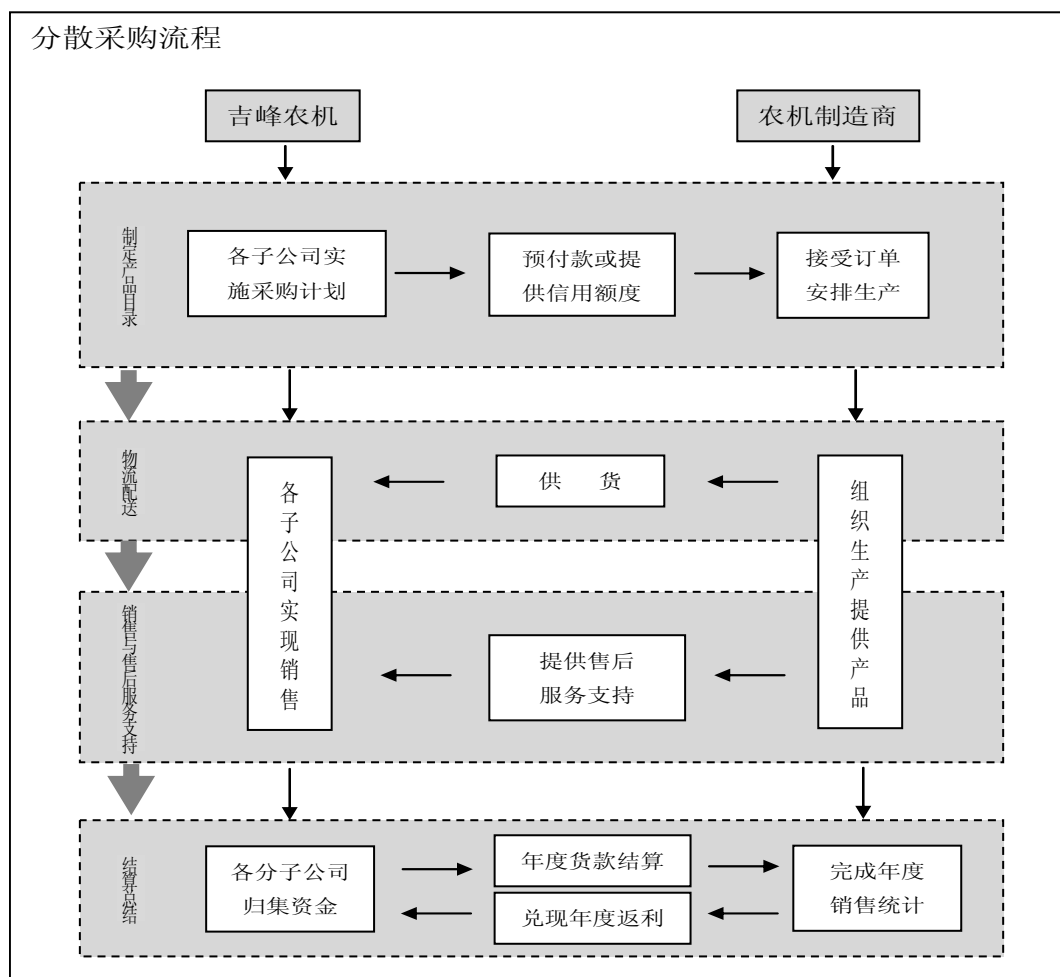 分散采购流程
吉峰农机
农机制造商
制定产品目录
各子公司实
施采购计划
预付款或提
供信用额度
接受订单
安排生产
物流配送
各子公司实现销售
供 货
组织生产提供产品
销售与售后服务支持
提供售后
服务支持
结算总结
各分子公司
归集资金
年度货款结算
兑现年度返利
完成年度
销售统计